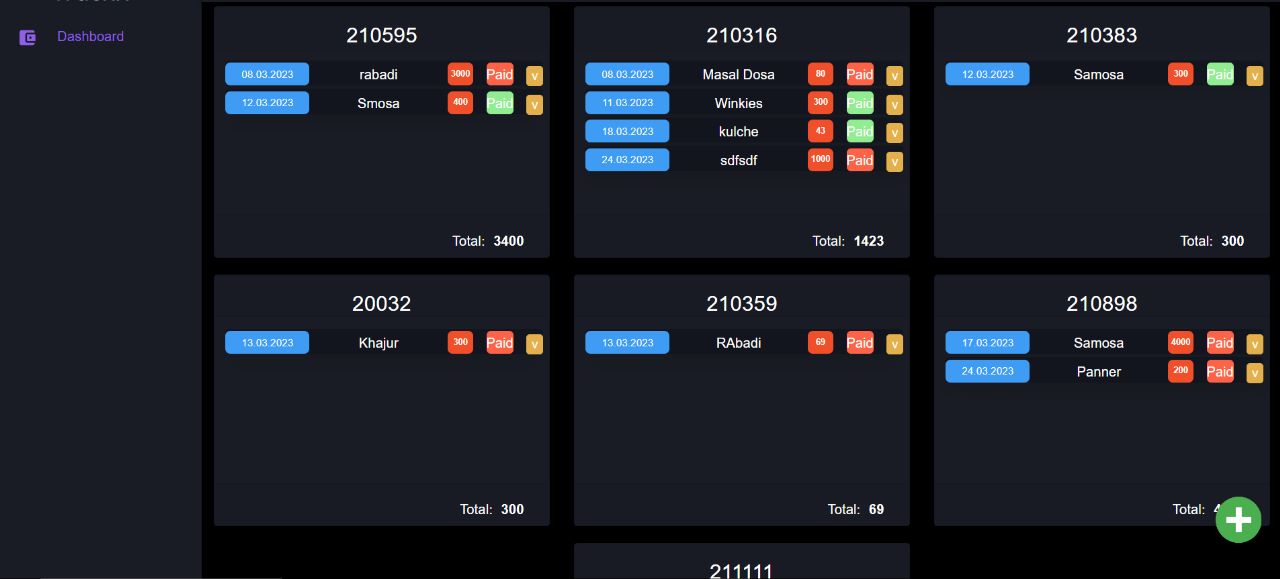 Dashboard
210595
08.03.2023 rabadi 3000 Paid v
12.03.2023 Smosa 400 Paid v
Total: 3400
210316
08.03.2023 Masal Dosa 80 Paid v
11.03.2023 Winkies 300 Paid v
18.03.2023 kulche 43 Paid v
24.03.2023 sdfsdf 1000 Paid v
Total: 1423
210383
12.03.2023 Samosa 300 Paid v
Total: 300
20032
13.03.2023 Khajur 300 Paid v
Total: 300
210359
13.03.2023 RAbadi 69 Paid v
Total: 69
210898
17.03.2023 Samosa 4000 Paid v
24.03.2023 Panner 200 Paid v
Total:
211111